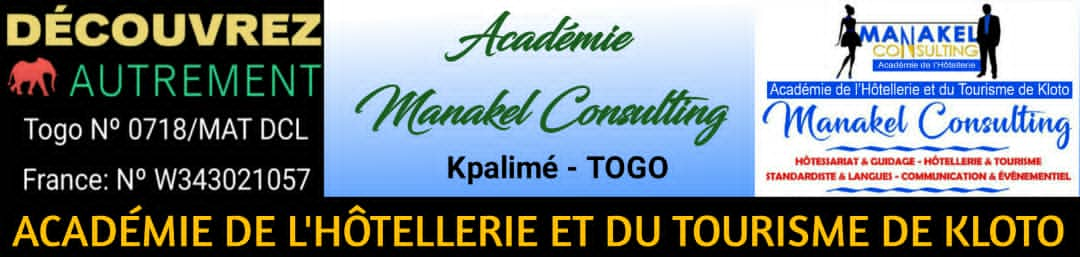 DÉCOUVREZ
AUTREMENT
Togo Nº 0718/MAT DCL
France: Nº W343021057
Académie
Manakel Consulting
Kpalimé - TOGO
MANAKEL
CONSULTING
Académie de l'Hôtellerie
Académie de l'Hôtellerie et du Tourisme de Kloto
Manakel Consulting
HÔTESSARIAT & GUIDAGE - HÔTELLERIE & TOURISME
STANDARDISTE & LANGUES - COMMUNICATION & ÉVÈNEMENTIEL
ACADÉMIE DE L'HÔTELLERIE ET DU TOURISME DE KLOTO